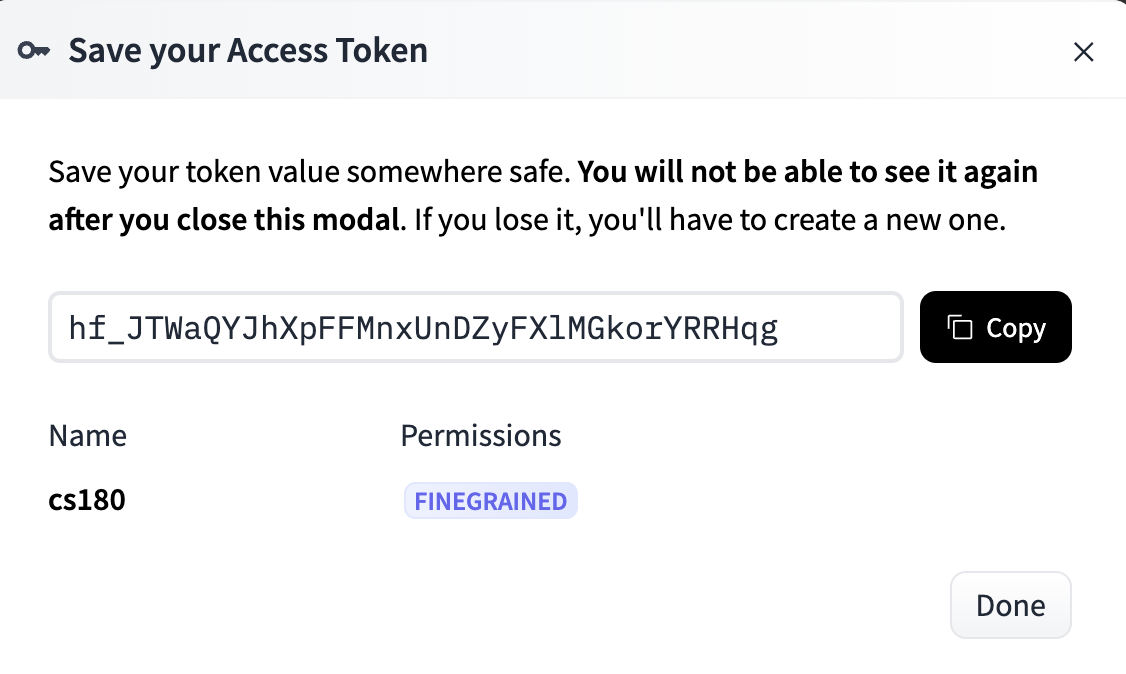 Save your Access Token
Save your token value somewhere safe. You will not be able to see it again
after you close this modal. If you lose it, you'll have to create a new one.
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
Copy
Name Permissions
cs180 FINEGRAINED
Done